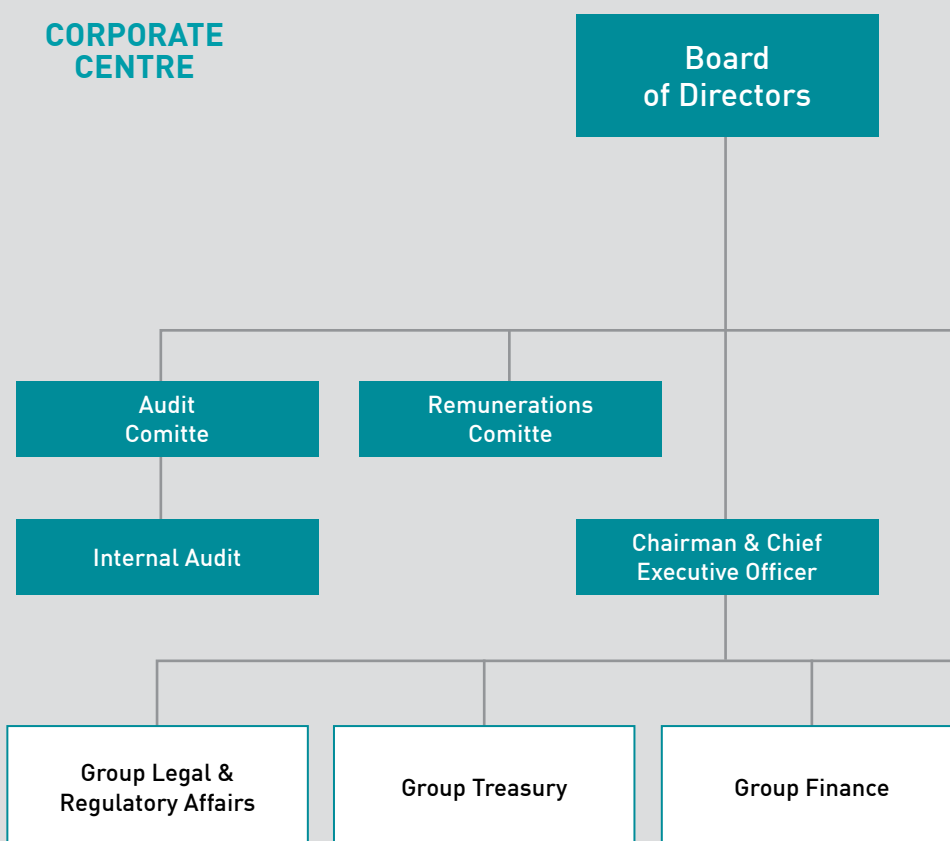 CORPORATE
CENTRE
Board
of Directors
Audit
Comitte
Remunerations
Comitte
Internal Audit
Chairman & Chief
Executive Officer
Group Legal &
Regulatory Affairs
Group Treasury
Group Finance